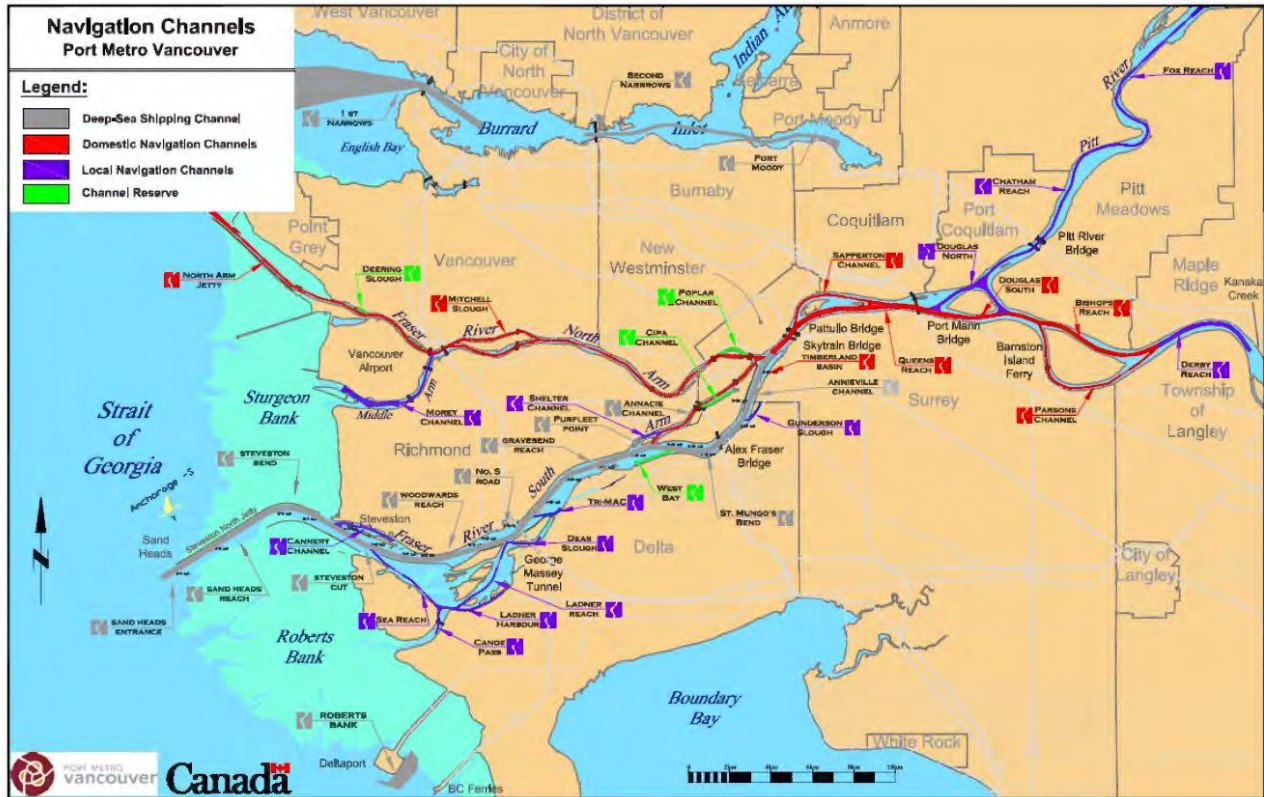 Navigation Channels
Port Metro Vancouver
Legend:
Deep-Sea Shipping Channel
Domestic Navigation Channels
Local Navigation Channels
Channel Reserve
West Vancouver
District of
North Vancouver
Anmore
City of
North
Vancouver
Indian
Belcarra
SECOND
NARRROWS
1 ST
NARROWS
English Bay
Burrard
Inlet
Port Moody
PORT
MOODY
Burnaby
Coquitlam
Port
Coquitlam
River
Pitt
FOX REACH
CHATHAM
REACH
Pitt
Meadows
Pitt River
Bridge
Maple
Ridge
Kanaka
Creek
Point
Grey
Vancouver
New
Westminster
NORTH ARM
JETTY
DEERING
SLOUGH
MITCHELL
SLOUGH
Fraser
River
North
Arm
POPLAR
CHANNEL
CIPA
CHANNEL
SAPPERTON
CHANNEL
DOUGLAS
NORTH
DOUGLAS
SOUTH
BISHOPS
REACH
Pattullo Bridge
Skytrain Bridge
Port Mann
Bridge
TIMBERLAND
BASIN
QUEENS
REACH
Barnston
Island
Ferry
DERBY
REACH
Township
of
Langley
PARSONS
CHANNEL
Surrey
Vancouver
Airport
Middle
Arm
MOREY
CHANNEL
Sturgeon
Bank
Strait
of
Georgia
Richmond
SHELTER
CHANNEL
ANNACIS
CHANNEL
Arm
PURFLEET
POINT
GRAVESEND
REACH
ANNIEVILLE
CHANNEL
GUNDERSON
SLOUGH
Alex Fraser
Bridge
STEVESTON
BEND
Anchorage -S
Sand
Heads
Steveston North Jetty
No. 5
ROAD
WOODWARDS
REACH
Steveston
Fraser
River
South
WEST
BAY
TRI-MAC
ST. MUNGO'S
BEND
CANNERY
CHANNEL
DEAS
SLOUGH
Delta
George
Massey
Tunnel
STEVESTON
CUT
SAND HEADS
REACH
SAND HEADS
ENTRANCE
SEA REACH
LADNER
HARBOUR
LADNER
REACH
CANOE
PASS
City of
Langley
Roberts
Bank
ROBERTS
BANK
Deltaport
BC Ferries
Boundary
Bay
White Rock
PORT METRO
vancouver
Canada